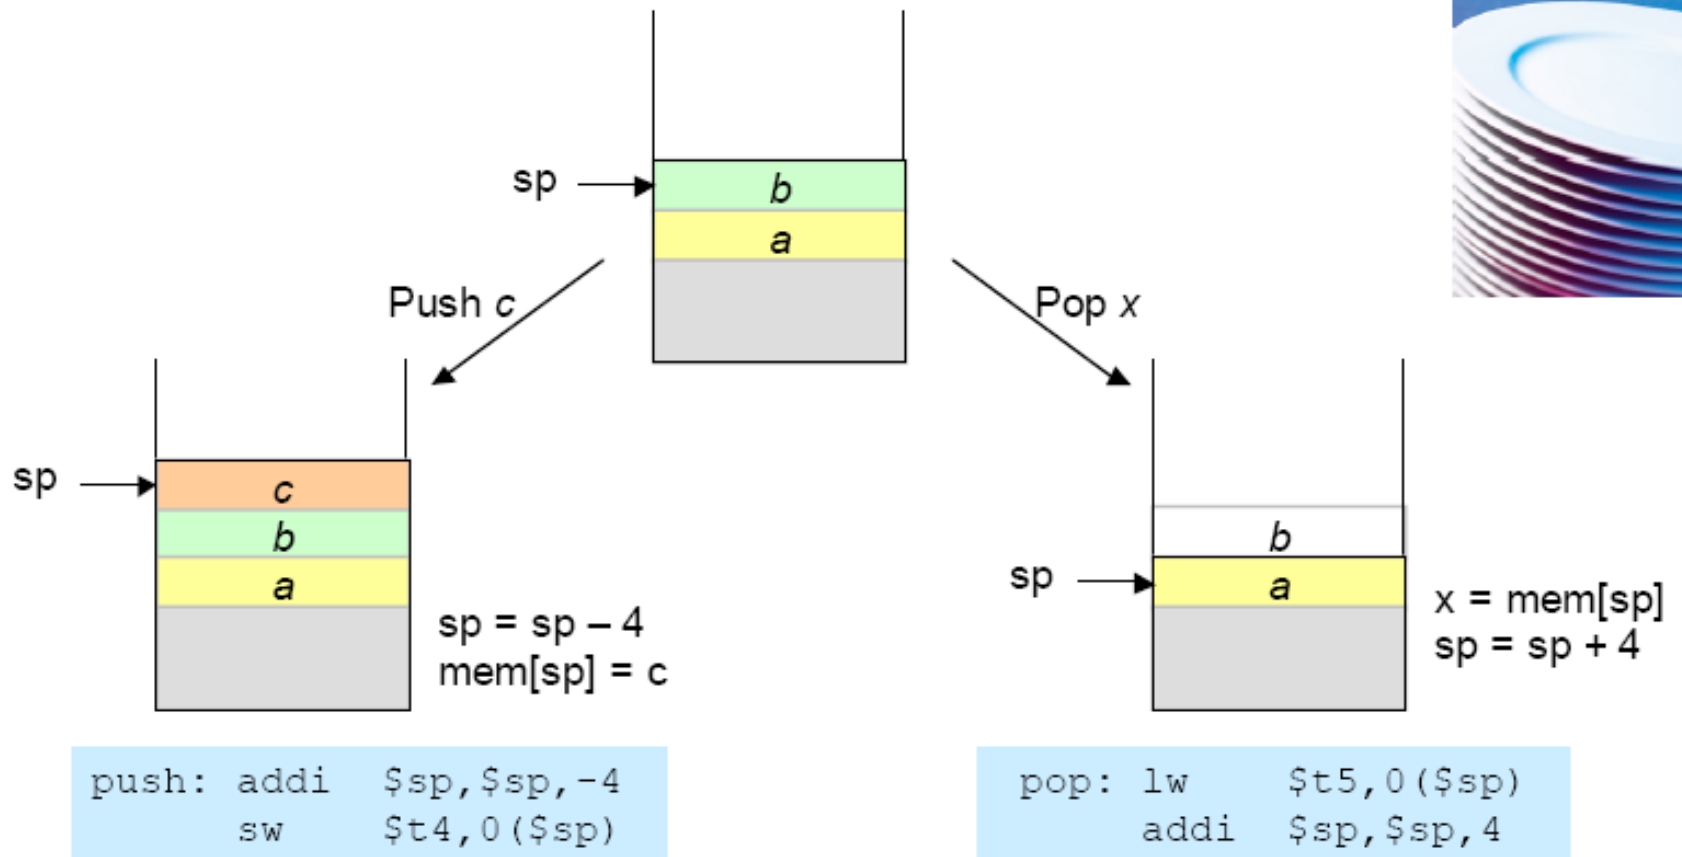 sp
b
a
Push c
Pop x
sp
c
b
a
sp = sp – 4
mem[sp] = c
b
sp
a
x = mem[sp]
sp = sp + 4
push: addi $sp,$sp,-4
sw $t4,0($sp)
pop: lw $t5,0($sp)
addi $sp,$sp,4